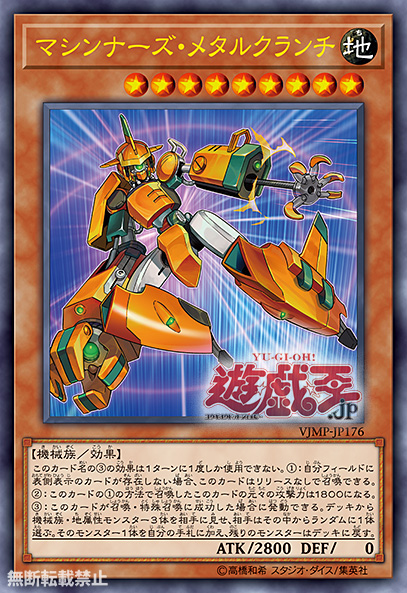 マシンナーズ・メタルクランチ
地
YU-GI-OH!
遊戯王
.JP
VJMP-JP176
【機械族／効果】
このカード名の③の効果は1ターンに1度しか使用できない。①：自分フィールドに
表側表示のカードが存在しない場合、このカードはリリースなしで召喚できる。
②：このカードの①の方法で召喚したこのカードの元々の攻撃力は1800になる。
③：このカードが召喚・特殊召喚に成功した場合に発動できる。デッキから
機械族・地属性モンスター3体を相手に見せ、相手はその中からランダムに1体
選ぶ。そのモンスター1体を自分の手札に加え、残りのモンスターはデッキに戻す。
ATK/2800 DEF/ 0
無断転載禁止
©高橋和希 スタジオ・ダイス/集英社